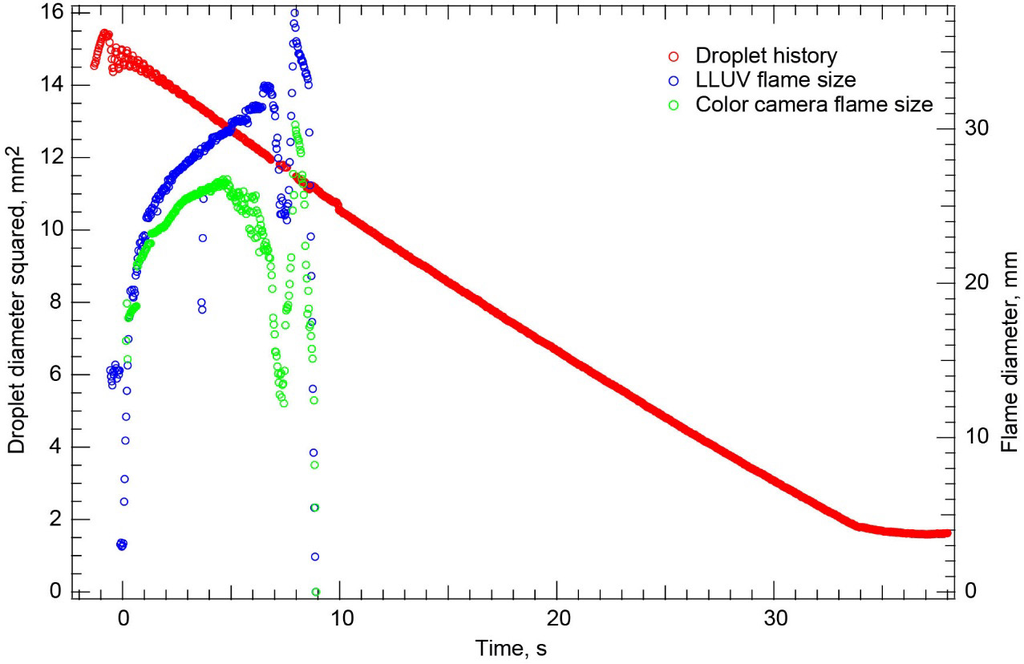 16
14
12
10
8
6
4
2
0
Droplet diameter squared, mm2
Droplet history
LLUV flame size
Color camera flame size
30
20
10
0
Flame diameter, mm
0
10
20
30
Time, s